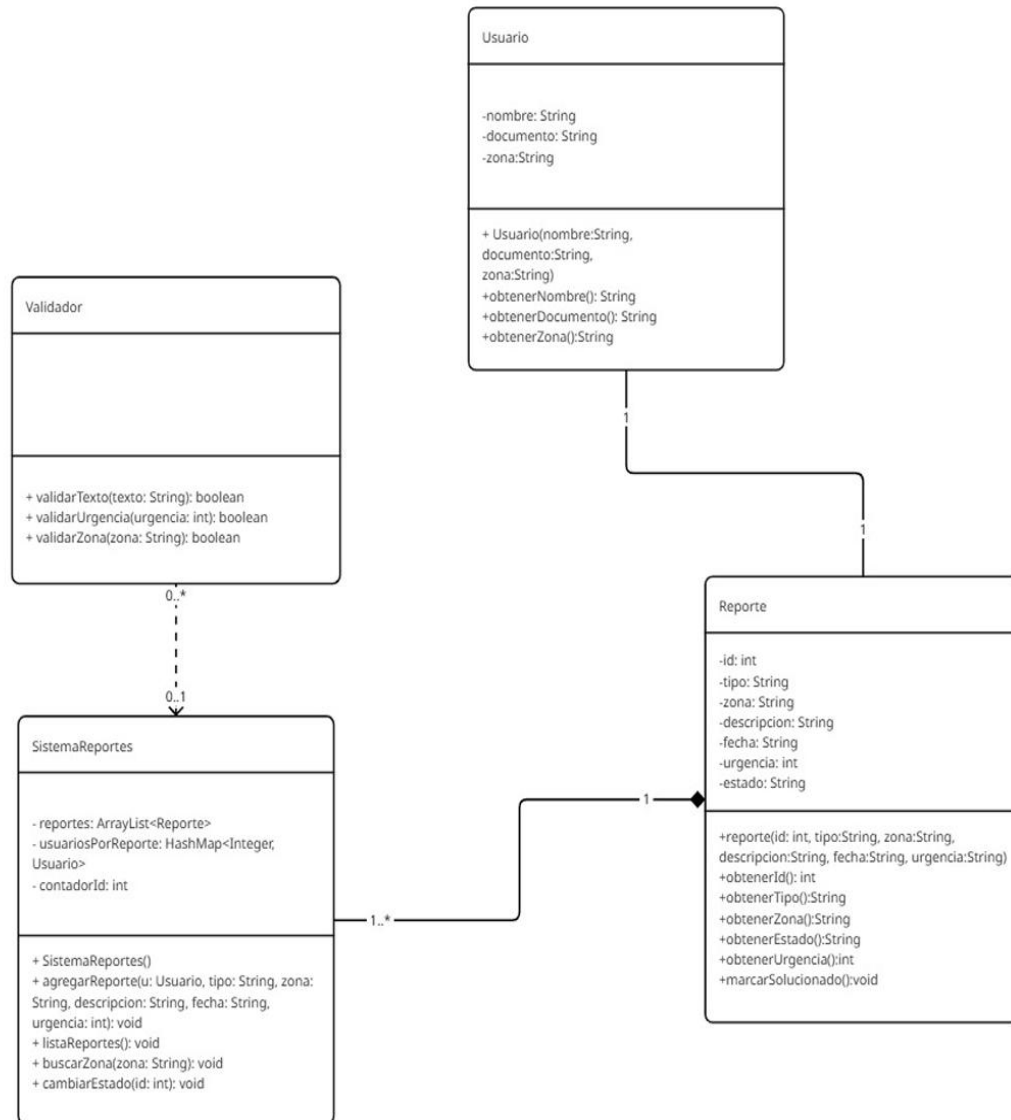 Usuario
-nombre: String
-documento: String
-zona:String
+ Usuario(nombre:String,
documento:String,
zona:String)
+obtenerNombre(): String
+obtenerDocumento(): String
+obtenerZona():String
1
1
Validador
+ validarTexto(texto: String): boolean
+ validarUrgencia(urgencia: int): boolean
+ validarZona(zona: String): boolean
0..*
0..1
SistemaReportes
- reportes: ArrayList<Reporte>
- usuariosPorReporte: HashMap<Integer,
Usuario>
- contadorId: int
+ SistemaReportes()
+ agregarReporte(u: Usuario, tipo: String, zona:
String, descripcion: String, fecha: String,
urgencia: int): void
+ listaReportes(): void
+ buscarZona(zona: String): void
+ cambiarEstado(id: int): void
1..*
1
Reporte
-id: int
-tipo: String
-zona: String
-descripcion: String
-fecha: String
-urgencia: int
-estado: String
+reporte(id: int, tipo:String, zona:String,
descripcion:String, fecha:String, urgencia:String)
+obtenerId(): int
+obtenerTipo():String
+obtenerZona():String
+obtenerEstado():String
+obtenerUrgencia():int
+marcarSolucionado():void